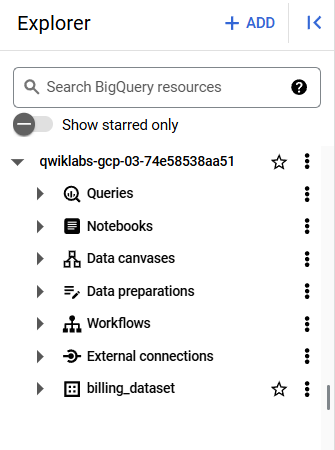 Explorer
+ ADD
Search BigQuery resources
Show starred only
qwiklabs-gcp-03-74e58538aa51
Queries
Notebooks
Data canvases
Data preparations
Workflows
External connections
billing_dataset